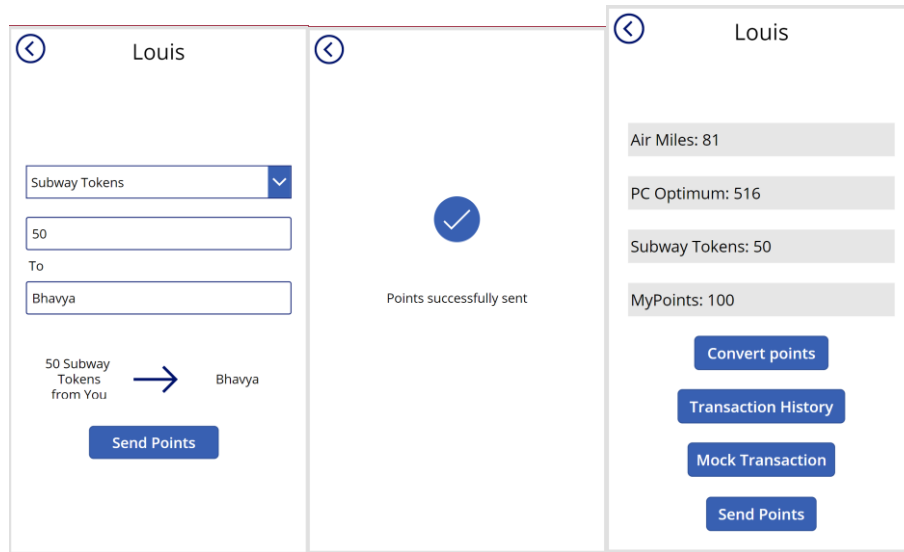 Louis
Subway Tokens
50
To
Bhavya
50 Subway
Tokens
from You
Bhavya
Send Points
Points successfully sent
Louis
Air Miles: 81
PC Optimum: 516
Subway Tokens: 50
MyPoints: 100
Convert points
Transaction History
Mock Transaction
Send Points